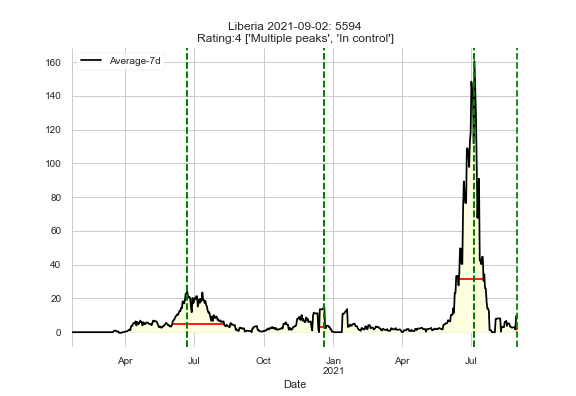 Liberia 2021-09-02: 5594
Rating:4 ['Multiple peaks', 'In control']
Average-7d
160
140
120
100
80
60
40
20
0
Apr Jul Oct Jan Apr Jul
2021
Date